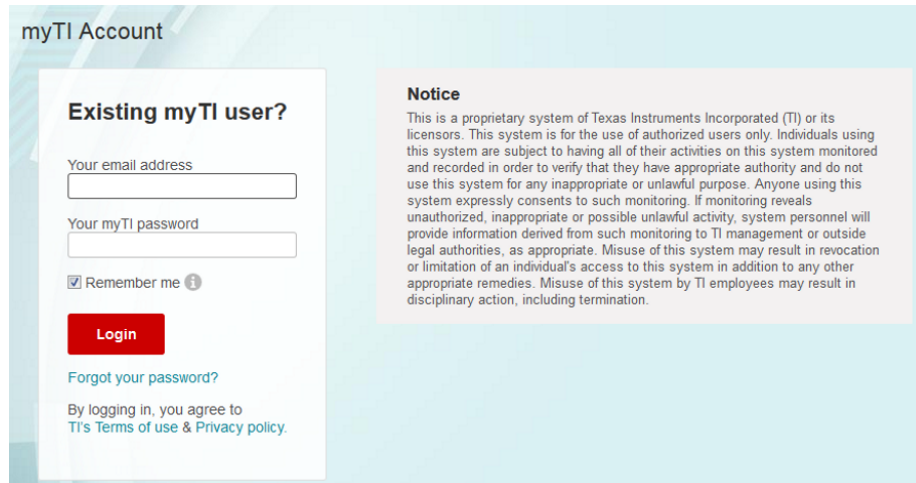 myTI Account
Existing myTI user?
Your email address
Your myTI password
Remember me
Login
Forgot your password?
By logging in, you agree to
TI's Terms of use & Privacy policy.
Notice
This is a proprietary system of Texas Instruments Incorporated (TI) or its
licensors. This system is for the use of authorized users only. Individuals using
this system are subject to having all of their activities on this system monitored
and recorded in order to verify that they have appropriate authority and do not
use this system for any inappropriate or unlawful purpose. Anyone using this
system expressly consents to such monitoring. If monitoring reveals
unauthorized, inappropriate or possible unlawful activity, system personnel will
provide information derived from such monitoring to TI management or outside
legal authorities, as appropriate. Misuse of this system may result in revocation
or limitation of an individual's access to this system in addition to any other
appropriate remedies. Misuse of this system by TI employees may result in
disciplinary action, including termination.